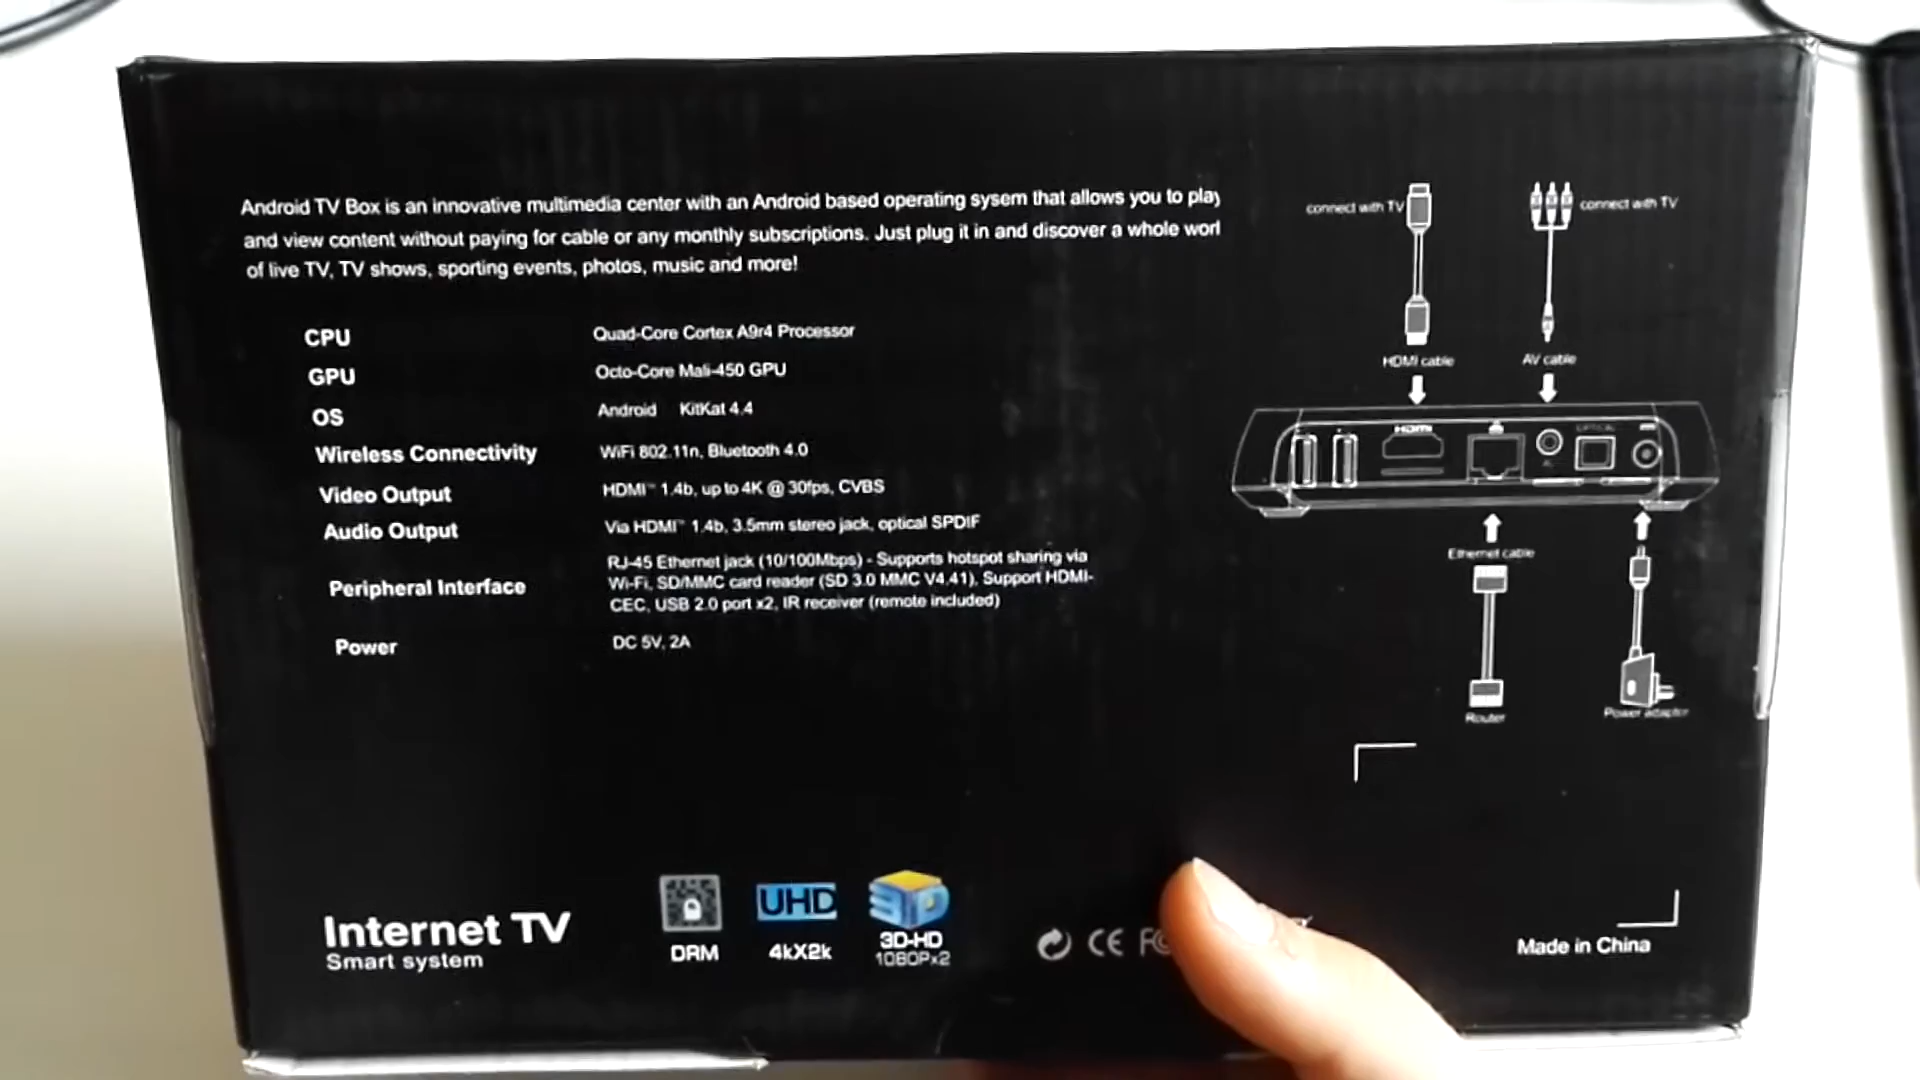 Android TV Box is an innovative multimedia center with an Android based operating sysem that allows you to play
and view content without paying for cable or any monthly subscriptions. Just plug it in and discover a whole worl
of live TV, TV shows, sporting events, photos, music and more!
CPU Quad-Core Cortex A9r4 Processor
GPU Octo-Core Mali-450 GPU
OS Android KitKat 4.4
Wireless Connectivity WiFi 802.11n, Bluetooth 4.0
Video Output HDMI™ 1.4b, up to 4K @ 30fps, CVBS
Audio Output Via HDMI™ 1.4b, 3.5mm stereo jack, optical SPDIF
Peripheral Interface RJ-45 Ethernet jack (10/100Mbps) - Supports hotspot sharing via
Wi-Fi, SD/MMC card reader (SD 3.0 MMC V4.41), Support HDMI-
CEC, USB 2.0 port x2, IR receiver (remote included)
Power DC 5V, 2A
connect with TV
connect with TV
HDMI cable
AV cable
HDMI
OPTICAL
Ethernet cable
Router
Power adaptor
Internet TV
Smart system
DRM
UHD
4kX2k
3D
3D-HD
1080Px2
CE FC
Made in China